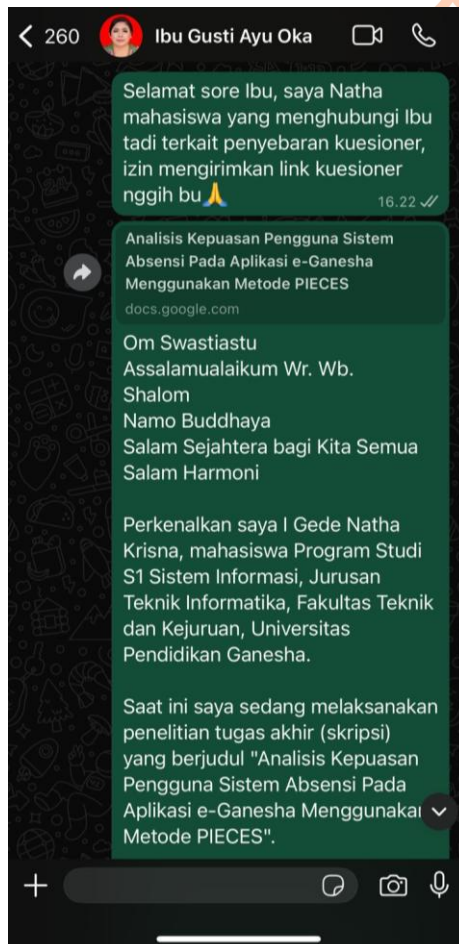 260
Ibu Gusti Ayu Oka
Selamat sore Ibu, saya Natha
mahasiswa yang menghubungi Ibu
tadi terkait penyebaran kuesioner,
izin mengirimkan link kuesioner
nggih bu🙏
16.22
Analisis Kepuasan Pengguna Sistem
Absensi Pada Aplikasi e-Ganesha
Menggunakan Metode PIECES
docs.google.com
Om Swastiastu
Assalamualaikum Wr. Wb.
Shalom
Namo Buddhaya
Salam Sejahtera bagi Kita Semua
Salam Harmoni
Perkenalkan saya I Gede Natha
Krisna, mahasiswa Program Studi
S1 Sistem Informasi, Jurusan
Teknik Informatika, Fakultas Teknik
dan Kejuruan, Universitas
Pendidikan Ganesha.
Saat ini saya sedang melaksanakan
penelitian tugas akhir (skripsi)
yang berjudul "Analisis Kepuasan
Pengguna Sistem Absensi Pada
Aplikasi e-Ganesha Menggunakan
Metode PIECES".